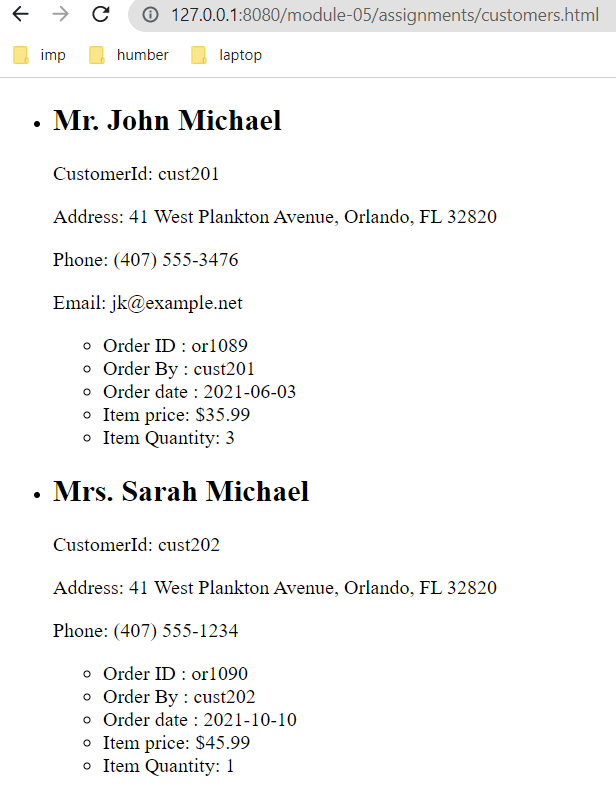 127.0.0.1:8080/module-05/assignments/customers.html
imp humber laptop
Mr. John Michael
CustomerId: cust201
Address: 41 West Plankton Avenue, Orlando, FL 32820
Phone: (407) 555-3476
Email: jk@example.net
Order ID : or1089
Order By : cust201
Order date : 2021-06-03
Item price: $35.99
Item Quantity: 3
Mrs. Sarah Michael
CustomerId: cust202
Address: 41 West Plankton Avenue, Orlando, FL 32820
Phone: (407) 555-1234
Order ID : or1090
Order By : cust202
Order date : 2021-10-10
Item price: $45.99
Item Quantity: 1